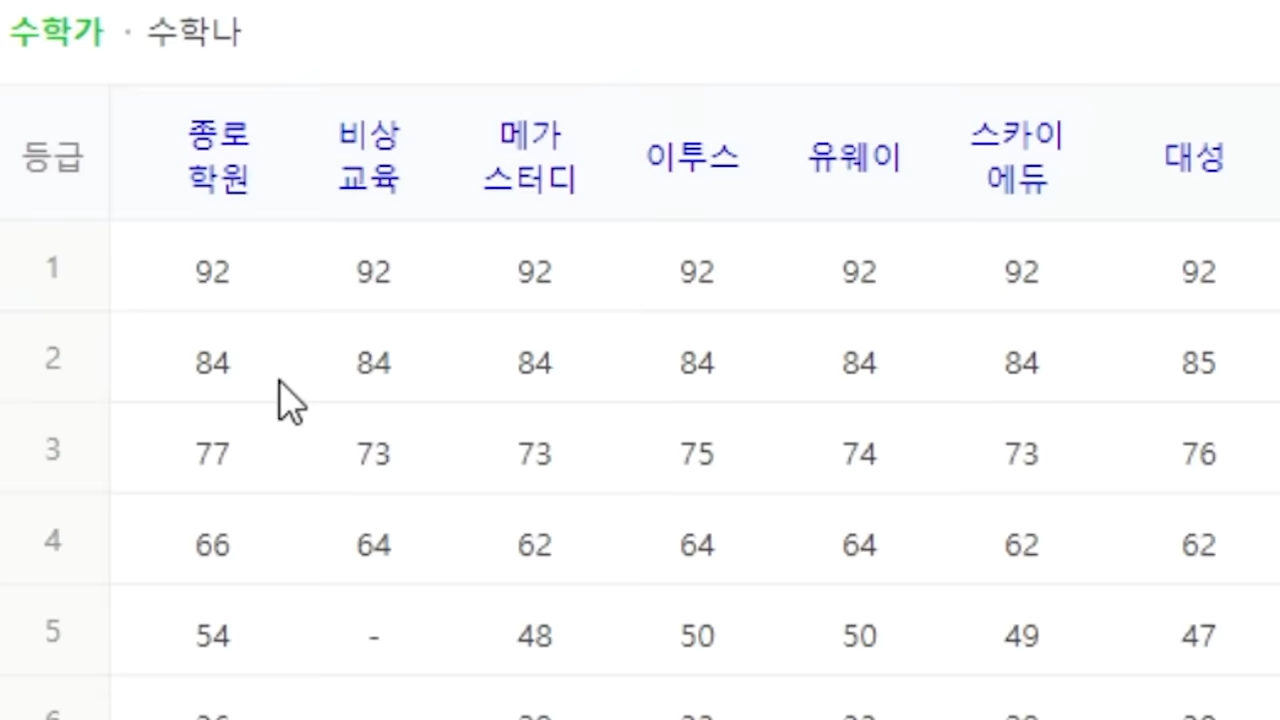 수학가 · 수학나
등급 종로 학원 비상 교육 메가 스터디 이투스 유웨이 스카이 에듀 대성
1 92 92 92 92 92 92 92
2 84 84 84 84 84 84 85
3 77 73 73 75 74 73 76
4 66 64 62 64 64 62 62
5 54 - 48 50 50 49 47